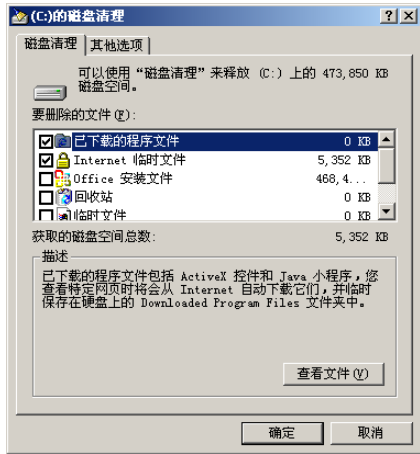 (C:)的磁盘清理
磁盘清理 其他选项
可以使用“磁盘清理”来释放 (C:) 上的 473,850 KB
磁盘空间。
要删除的文件(F):
已下载的程序文件 0 KB
Internet 临时文件 5,352 KB
Office 安装文件 468,4...
回收站 0 KB
临时文件 0 KB
获取的磁盘空间总数: 5,352 KB
描述
已下载的程序文件包括 ActiveX 控件和 Java 小程序，您
查看特定网页时将会从 Internet 自动下载它们，并临时
保存在硬盘上的 Downloaded Program Files 文件夹中。
查看文件(V)
确定 取消